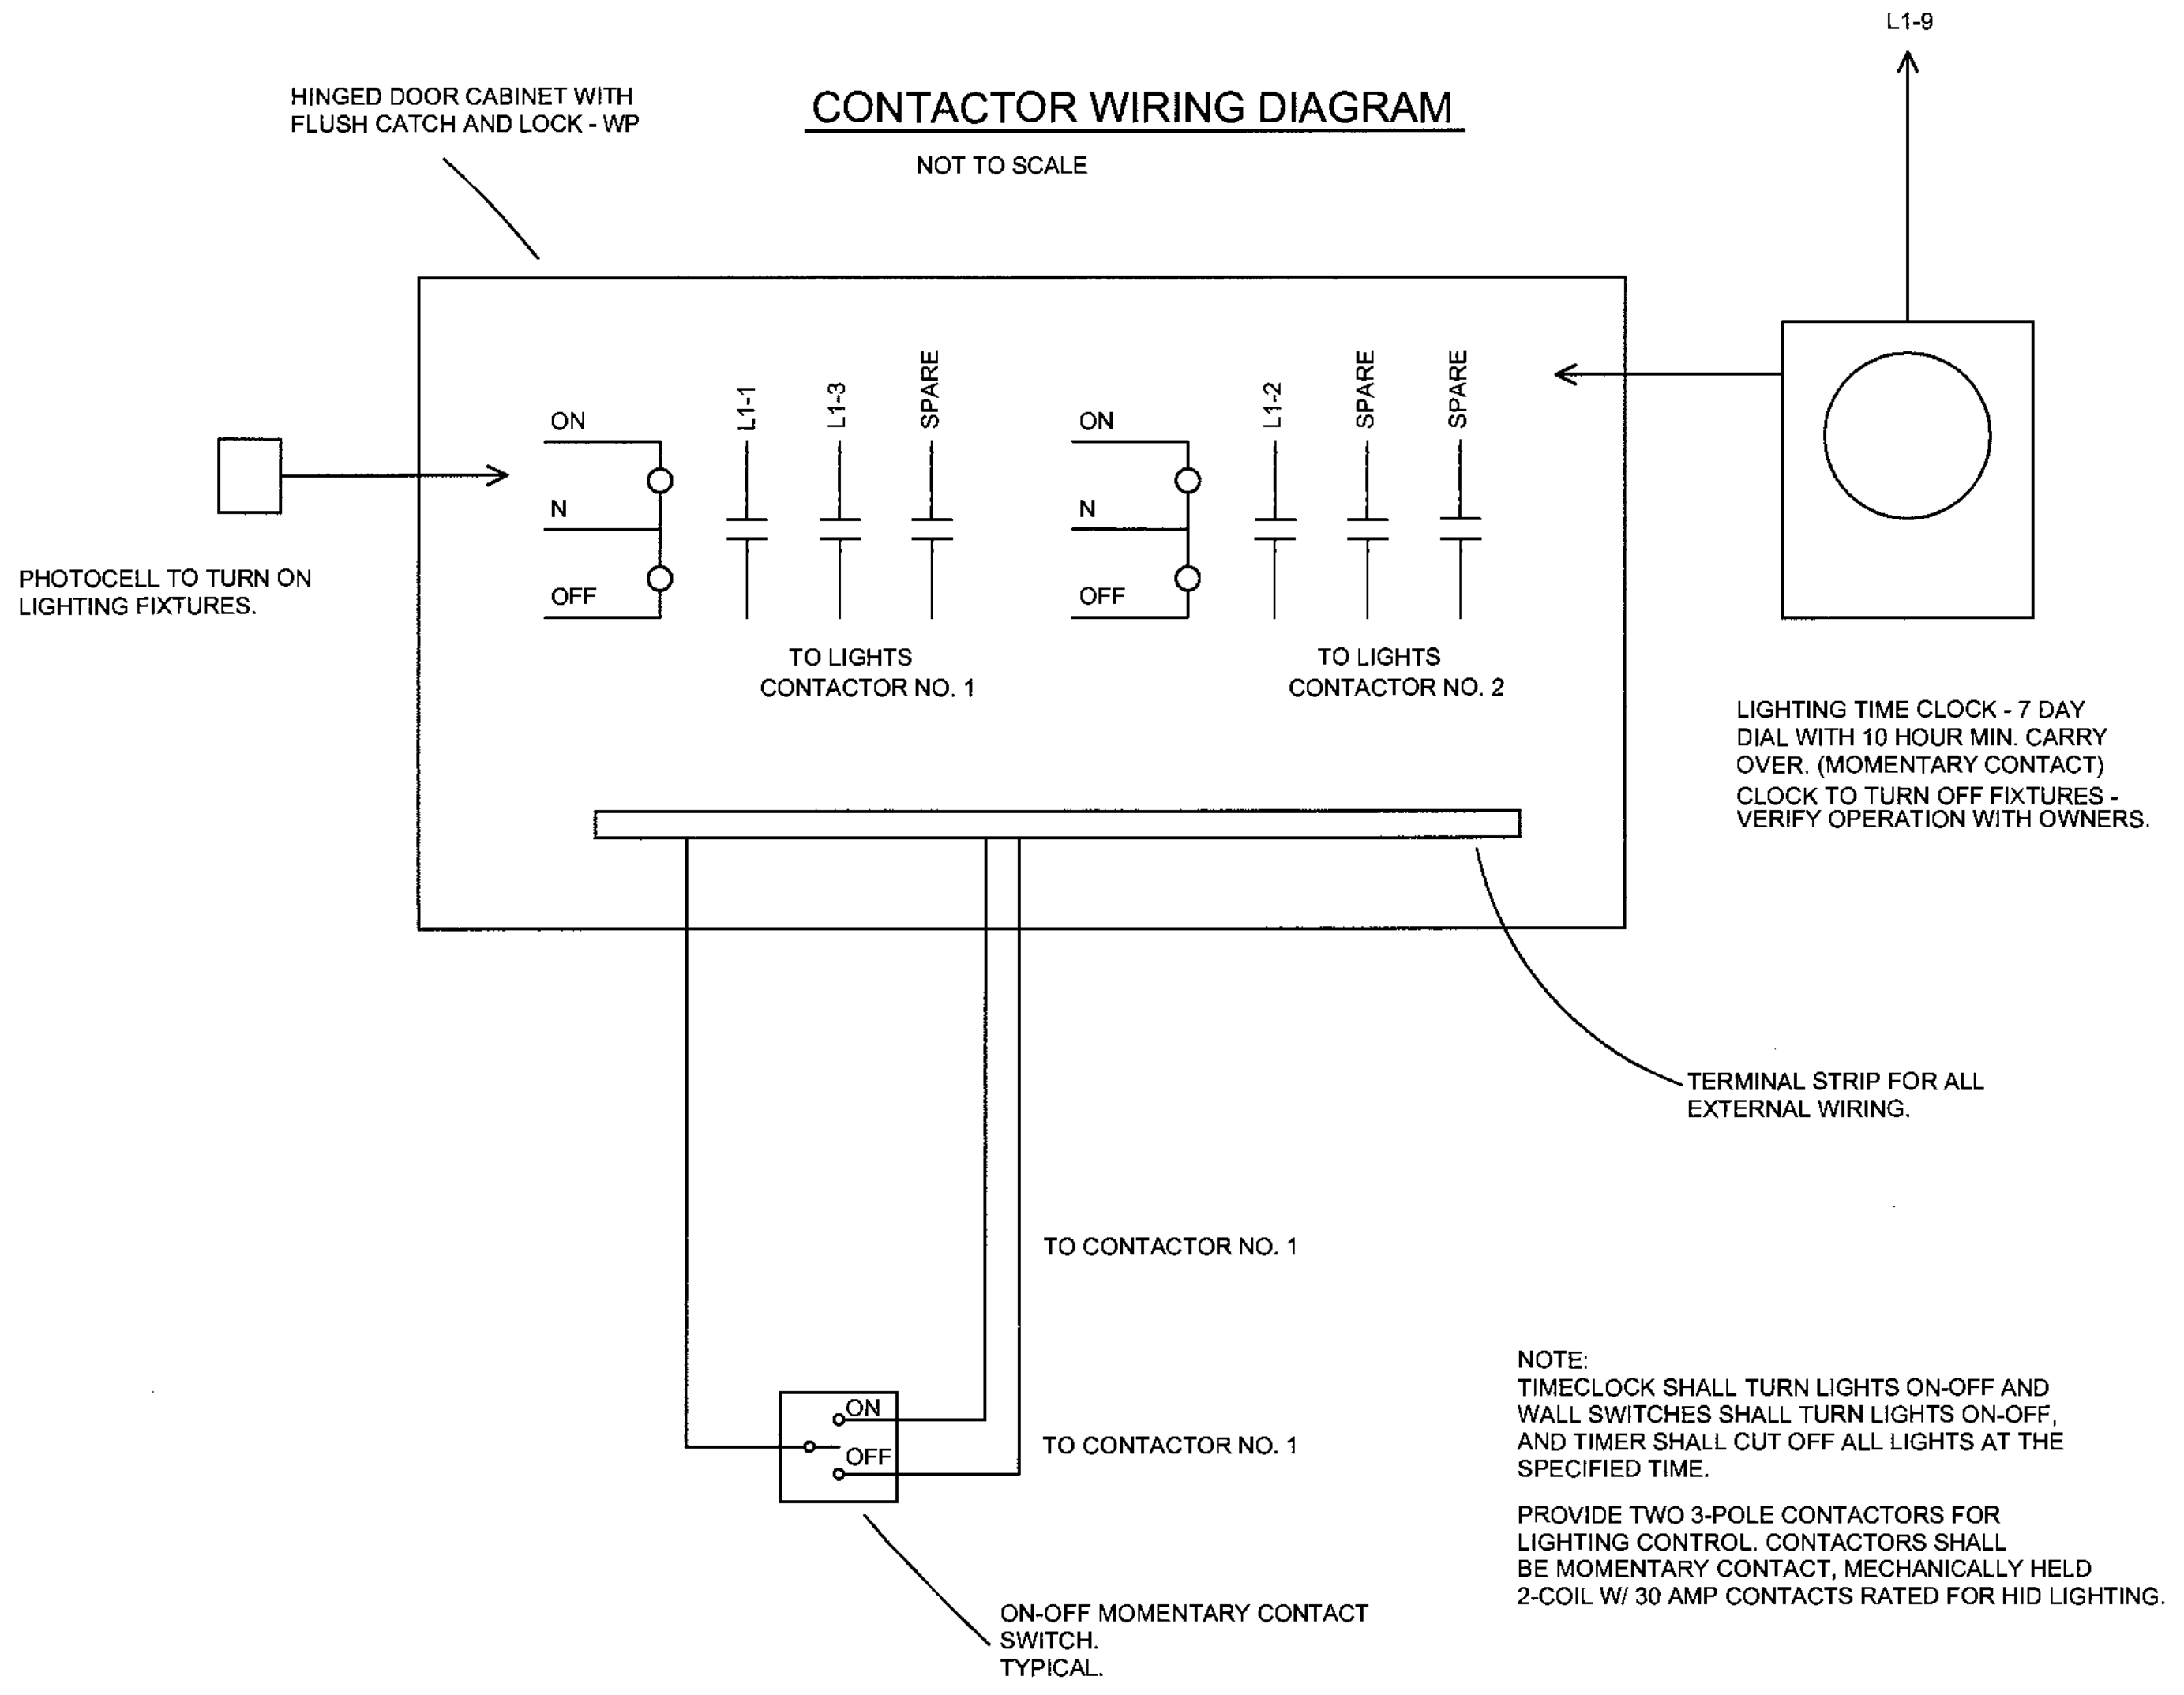 L1-9
HINGED DOOR CABINET WITH
FLUSH CATCH AND LOCK - WP
CONTACTOR WIRING DIAGRAM
NOT TO SCALE
ON
N
OFF
L1-1
L1-3
SPARE
TO LIGHTS
CONTACTOR NO. 1
ON
N
OFF
L1-2
SPARE
SPARE
TO LIGHTS
CONTACTOR NO. 2
PHOTOCELL TO TURN ON
LIGHTING FIXTURES.
LIGHTING TIME CLOCK - 7 DAY
DIAL WITH 10 HOUR MIN. CARRY
OVER. (MOMENTARY CONTACT)
CLOCK TO TURN OFF FIXTURES -
VERIFY OPERATION WITH OWNERS.
TERMINAL STRIP FOR ALL
EXTERNAL WIRING.
TO CONTACTOR NO. 1
ON
OFF
TO CONTACTOR NO. 1
ON-OFF MOMENTARY CONTACT
SWITCH.
TYPICAL.
NOTE:
TIMECLOCK SHALL TURN LIGHTS ON-OFF AND
WALL SWITCHES SHALL TURN LIGHTS ON-OFF,
AND TIMER SHALL CUT OFF ALL LIGHTS AT THE
SPECIFIED TIME.
PROVIDE TWO 3-POLE CONTACTORS FOR
LIGHTING CONTROL. CONTACTORS SHALL
BE MOMENTARY CONTACT, MECHANICALLY HELD
2-COIL W/ 30 AMP CONTACTS RATED FOR HID LIGHTING.